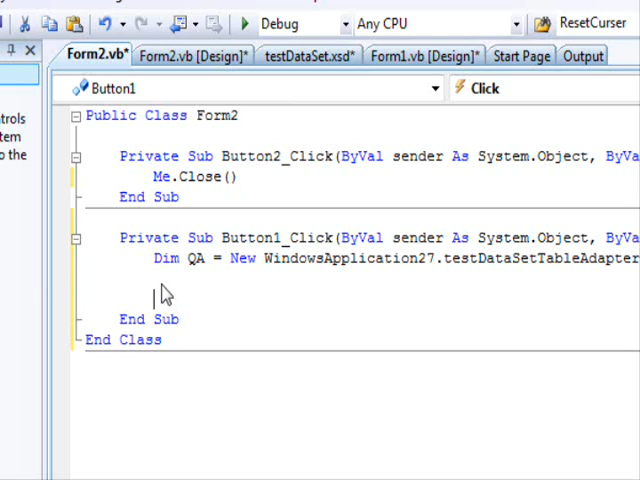 Debug Any CPU ResetCurser
Form2.vb* Form2.vb [Design]* testDataSet.xsd* Form1.vb [Design]* Start Page Output
Button1 Click
Public Class Form2
Private Sub Button2_Click(ByVal sender As System.Object, ByVa
Me.Close()
End Sub
Private Sub Button1_Click(ByVal sender As System.Object, ByVa
Dim QA = New WindowsApplication27.testDataSetTableAdapter
End Sub
End Class
ntrols
tem
o the